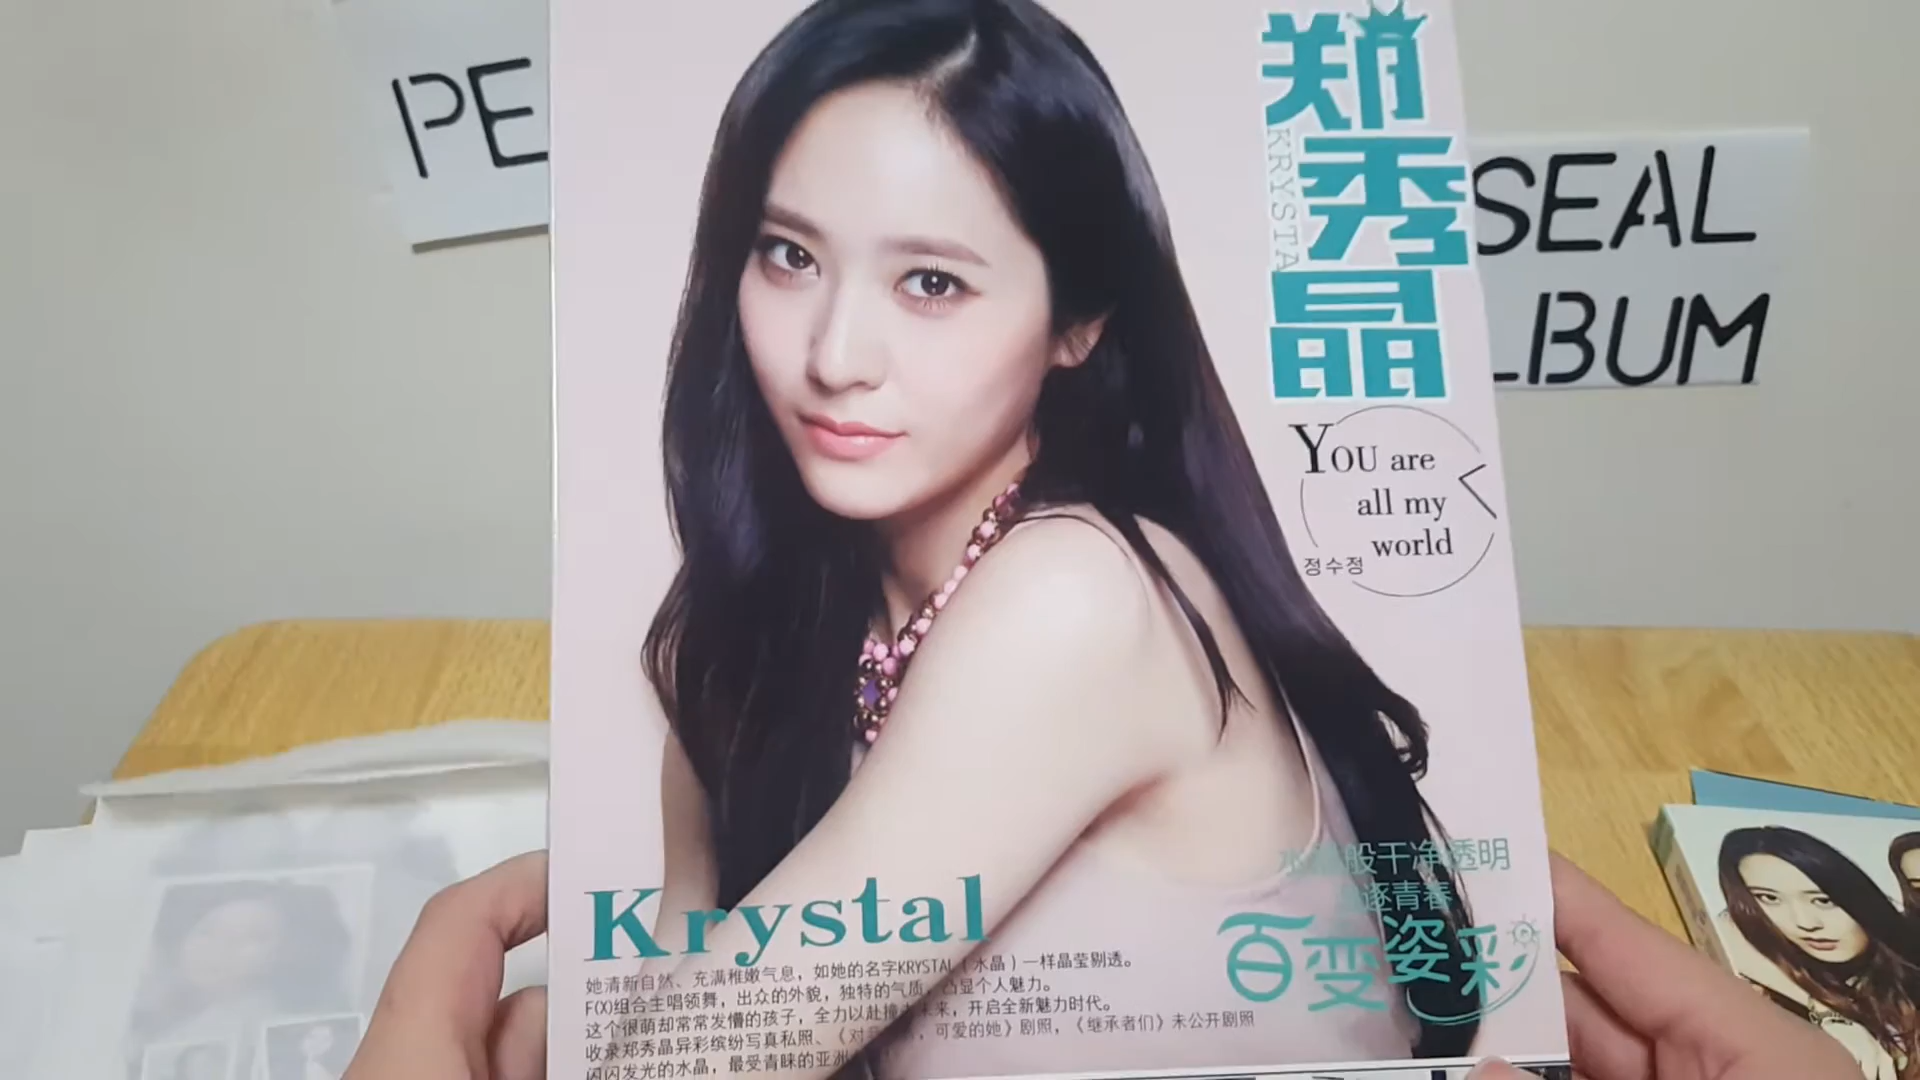 PE
SEAL
LBUM
郑秀晶
KRYSTA
YOU are
all my
world
정수정
般干净透明
逐青春
百变姿彩
Krystal
她清新自然、充满稚嫩气息，如她的名字KRYSTAL（水晶）一样晶莹剔透。
F(X)组合主唱领舞，出众的外貌，独特的气质，凸显个人魅力。
这个很萌却常常发懵的孩子，全力以赴撞 未来，开启全新魅力时代。
收录郑秀晶异彩缤纷写真私照、《对 ，可爱的她》剧照，《继承者们》未公开剧照
闪闪发光的水晶，最受青睐的亚洲